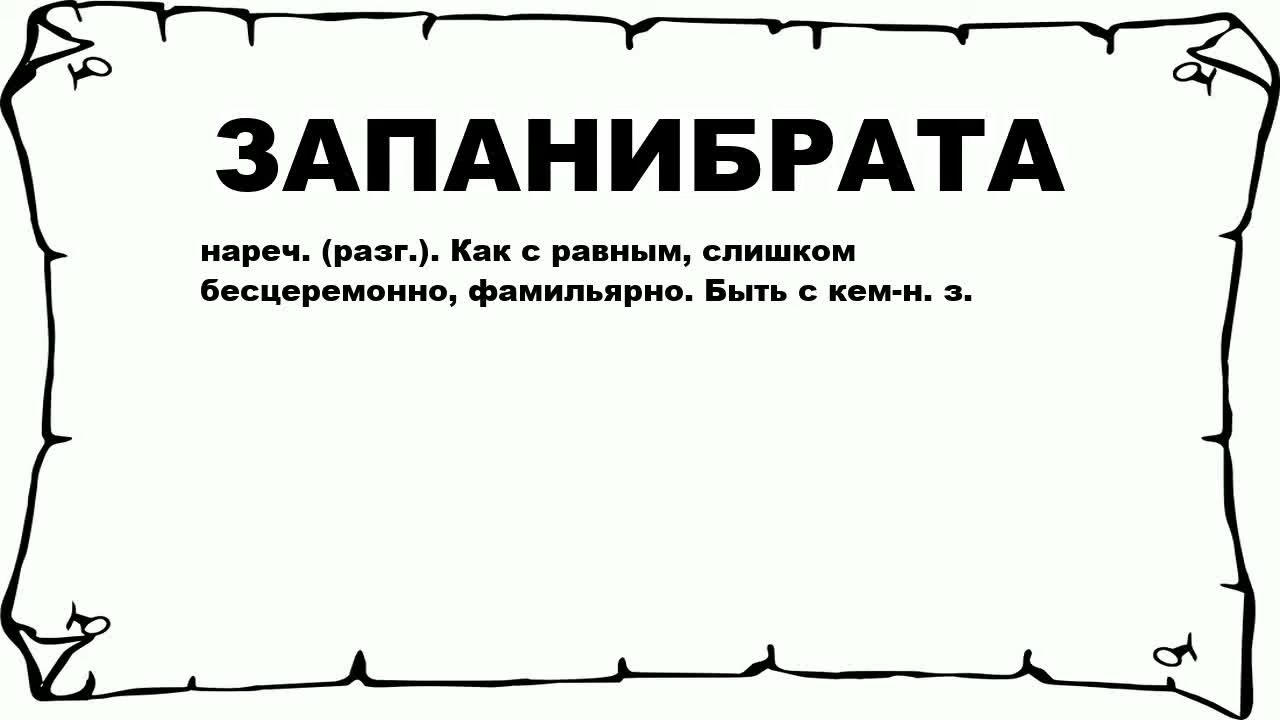 ЗАПАНИБРАТА
нареч. (разг.). Как с равным, слишком
бесцеремонно, фамильярно. Быть с кем-н. з.